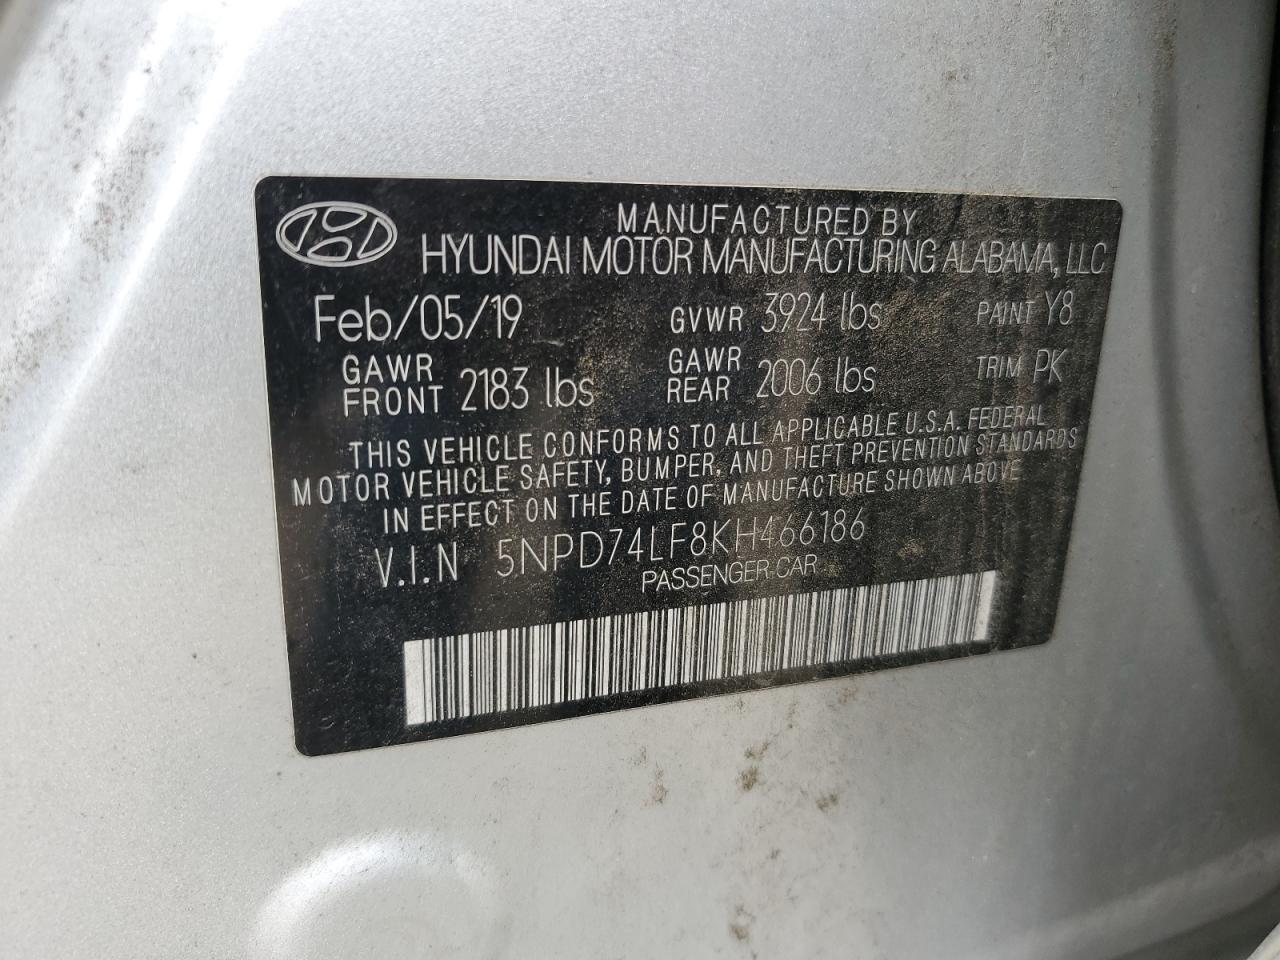 MANUFACTURED BY
HYUNDAI MOTOR MANUFACTURING ALABAMA, LLC
Feb/05/19 GVWR 3924 lbs PAINT Y8
GAWR FRONT 2183 lbs GAWR REAR 2006 lbs TRIM PK
THIS VEHICLE CONFORMS TO ALL APPLICABLE U.S.A. FEDERAL
MOTOR VEHICLE SAFETY, BUMPER, AND THEFT PREVENTION STANDARDS
IN EFFECT ON THE DATE OF MANUFACTURE SHOWN ABOVE
V.I.N 5NPD74LF8KH466186
PASSENGER CAR